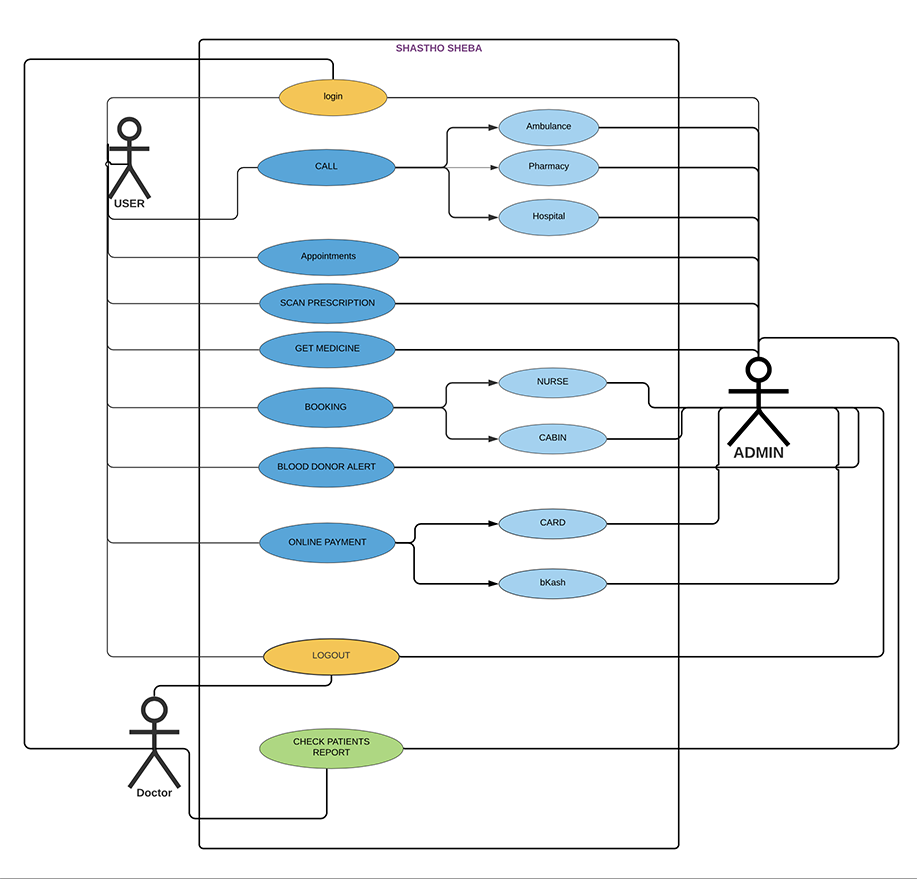 SHASTHO SHEBA
login
Ambulance
CALL
Pharmacy
USER
Hospital
Appointments
SCAN PRESCRIPTION
GET MEDICINE
NURSE
BOOKING
CABIN
ADMIN
BLOOD DONOR ALERT
CARD
ONLINE PAYMENT
bKash
LOGOUT
CHECK PATIENTS
REPORT
Doctor